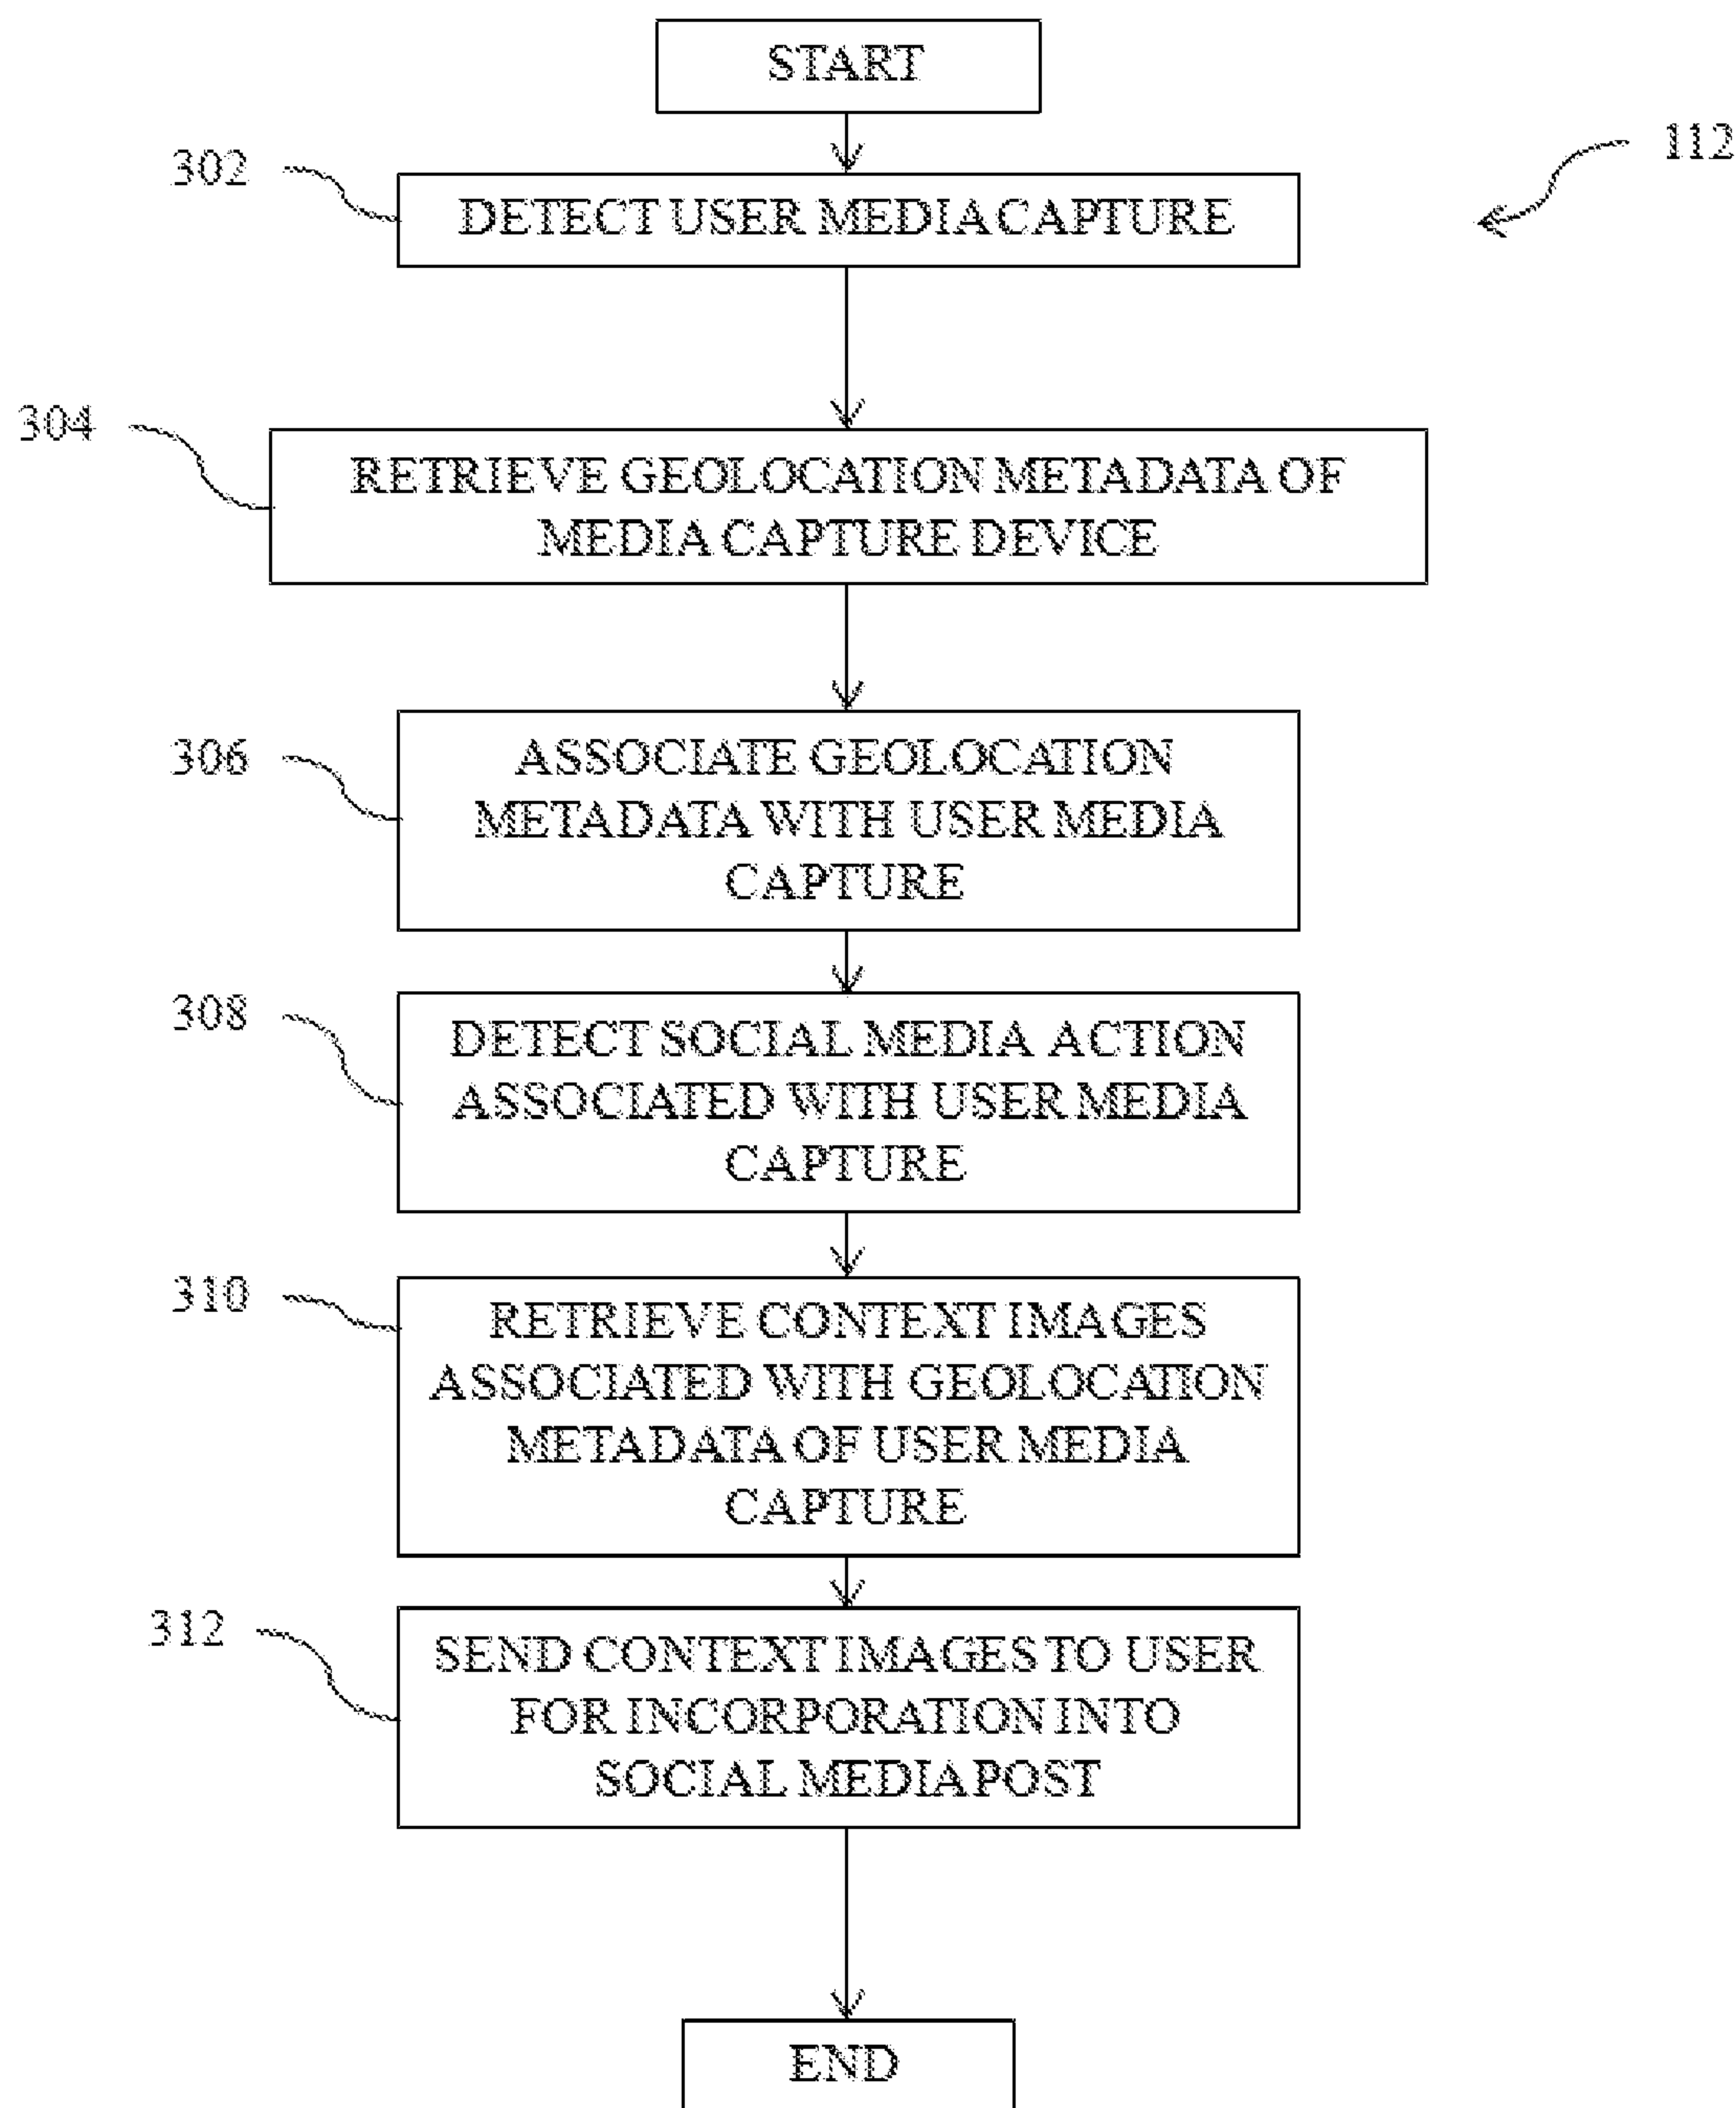 START
112
302
DETECT USER MEDIA CAPTURE
304
RETRIEVE GEOLOCATION METADATA OF
MEDIA CAPTURE DEVICE
306
ASSOCIATE GEOLOCATION
METADATA WITH USER MEDIA
CAPTURE
308
DETECT SOCIAL MEDIA ACTION
ASSOCIATED WITH USER MEDIA
CAPTURE
310
RETRIEVE CONTEXT IMAGES
ASSOCIATED WITH GEOLOCATION
METADATA OF USER MEDIA
CAPTURE
312
SEND CONTEXT IMAGES TO USER
FOR INCORPORATION INTO
SOCIAL MEDIA POST
END